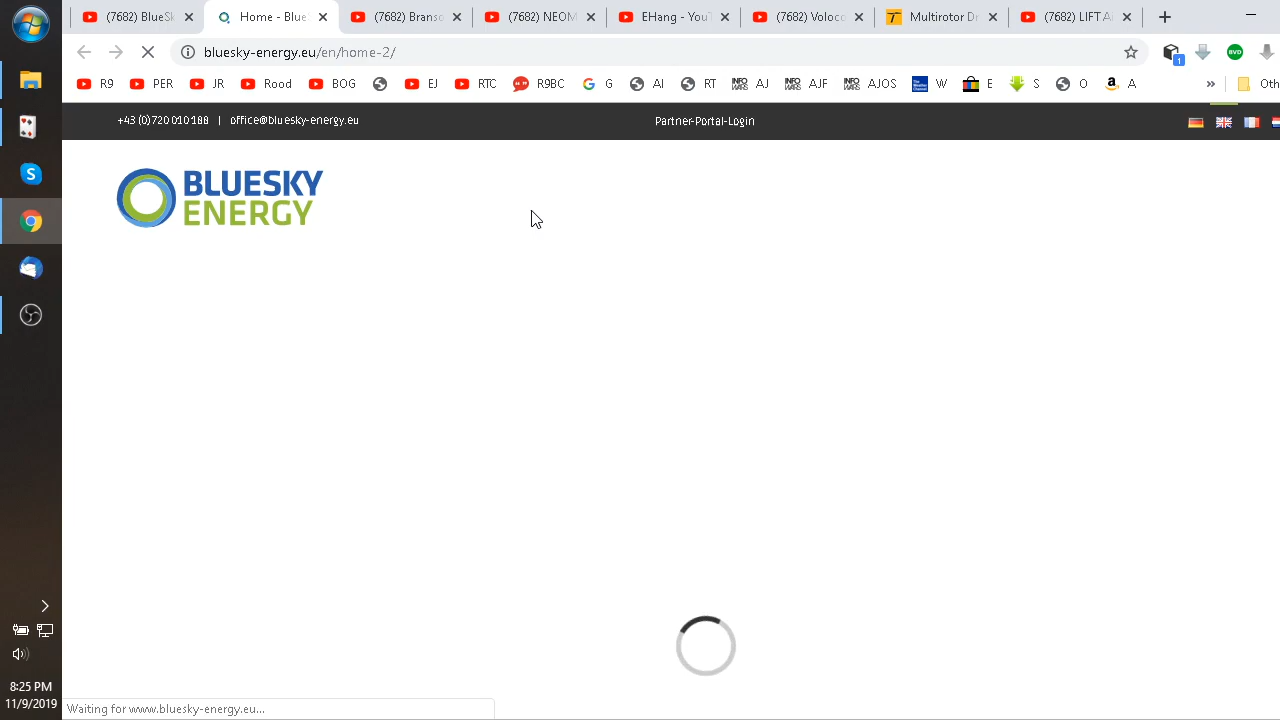 (7682) BlueSk
Home - Blue
(7682) Branso
(7682) NEOM
EHang - YouT
(7682) Voloco
Multirotor Dr
(7682) LIFT Ai
bluesky-energy.eu/en/home-2/
1
R9
PER
JR
Rood
BOG
EJ
RTC
R9BC
G
AI
RT
AJ
AJF
AJOS
W
E
S
O
A
»
Oth
+43 (0)720 010 188 | office@bluesky-energy.eu
Partner-Portal-Login
BLUESKY
ENERGY
8:25 PM
11/9/2019
Waiting for www.bluesky-energy.eu...